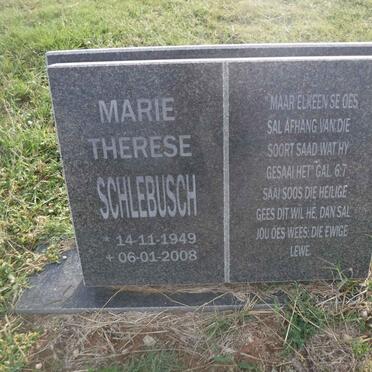 MARIE
THERESE
SCHLEBUSCH
* 14-11-1949
+ 06-01-2008
"MAAR ELKEEN SE OES
SAL AFHANG VAN DIE
SOORT SAAD WAT HY
GESAAI HET" GAL. 6:7
SAAI SOOS DIE HEILIGE
GEES DIT WIL HÊ, DAN SAL
JOU OES WEES; DIE EWIGE
LEWE.